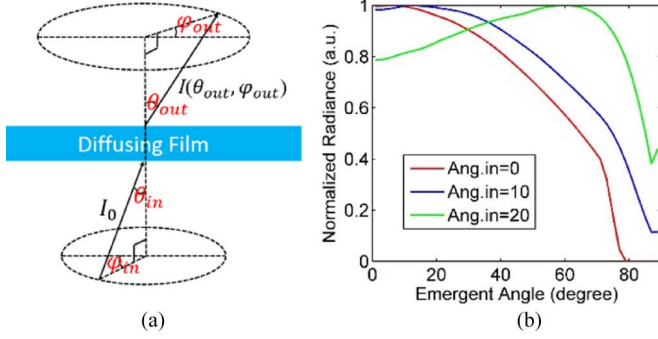 φout
I(θout, φout)
θout
Diffusing Film
θin
I0
φin
(a)
Normalized Radiance (a.u.)
1
0.8
0.6
0.4
0.2
0
Ang.in=0
Ang.in=10
Ang.in=20
0 20 40 60 80
Emergent Angle (degree)
(b)